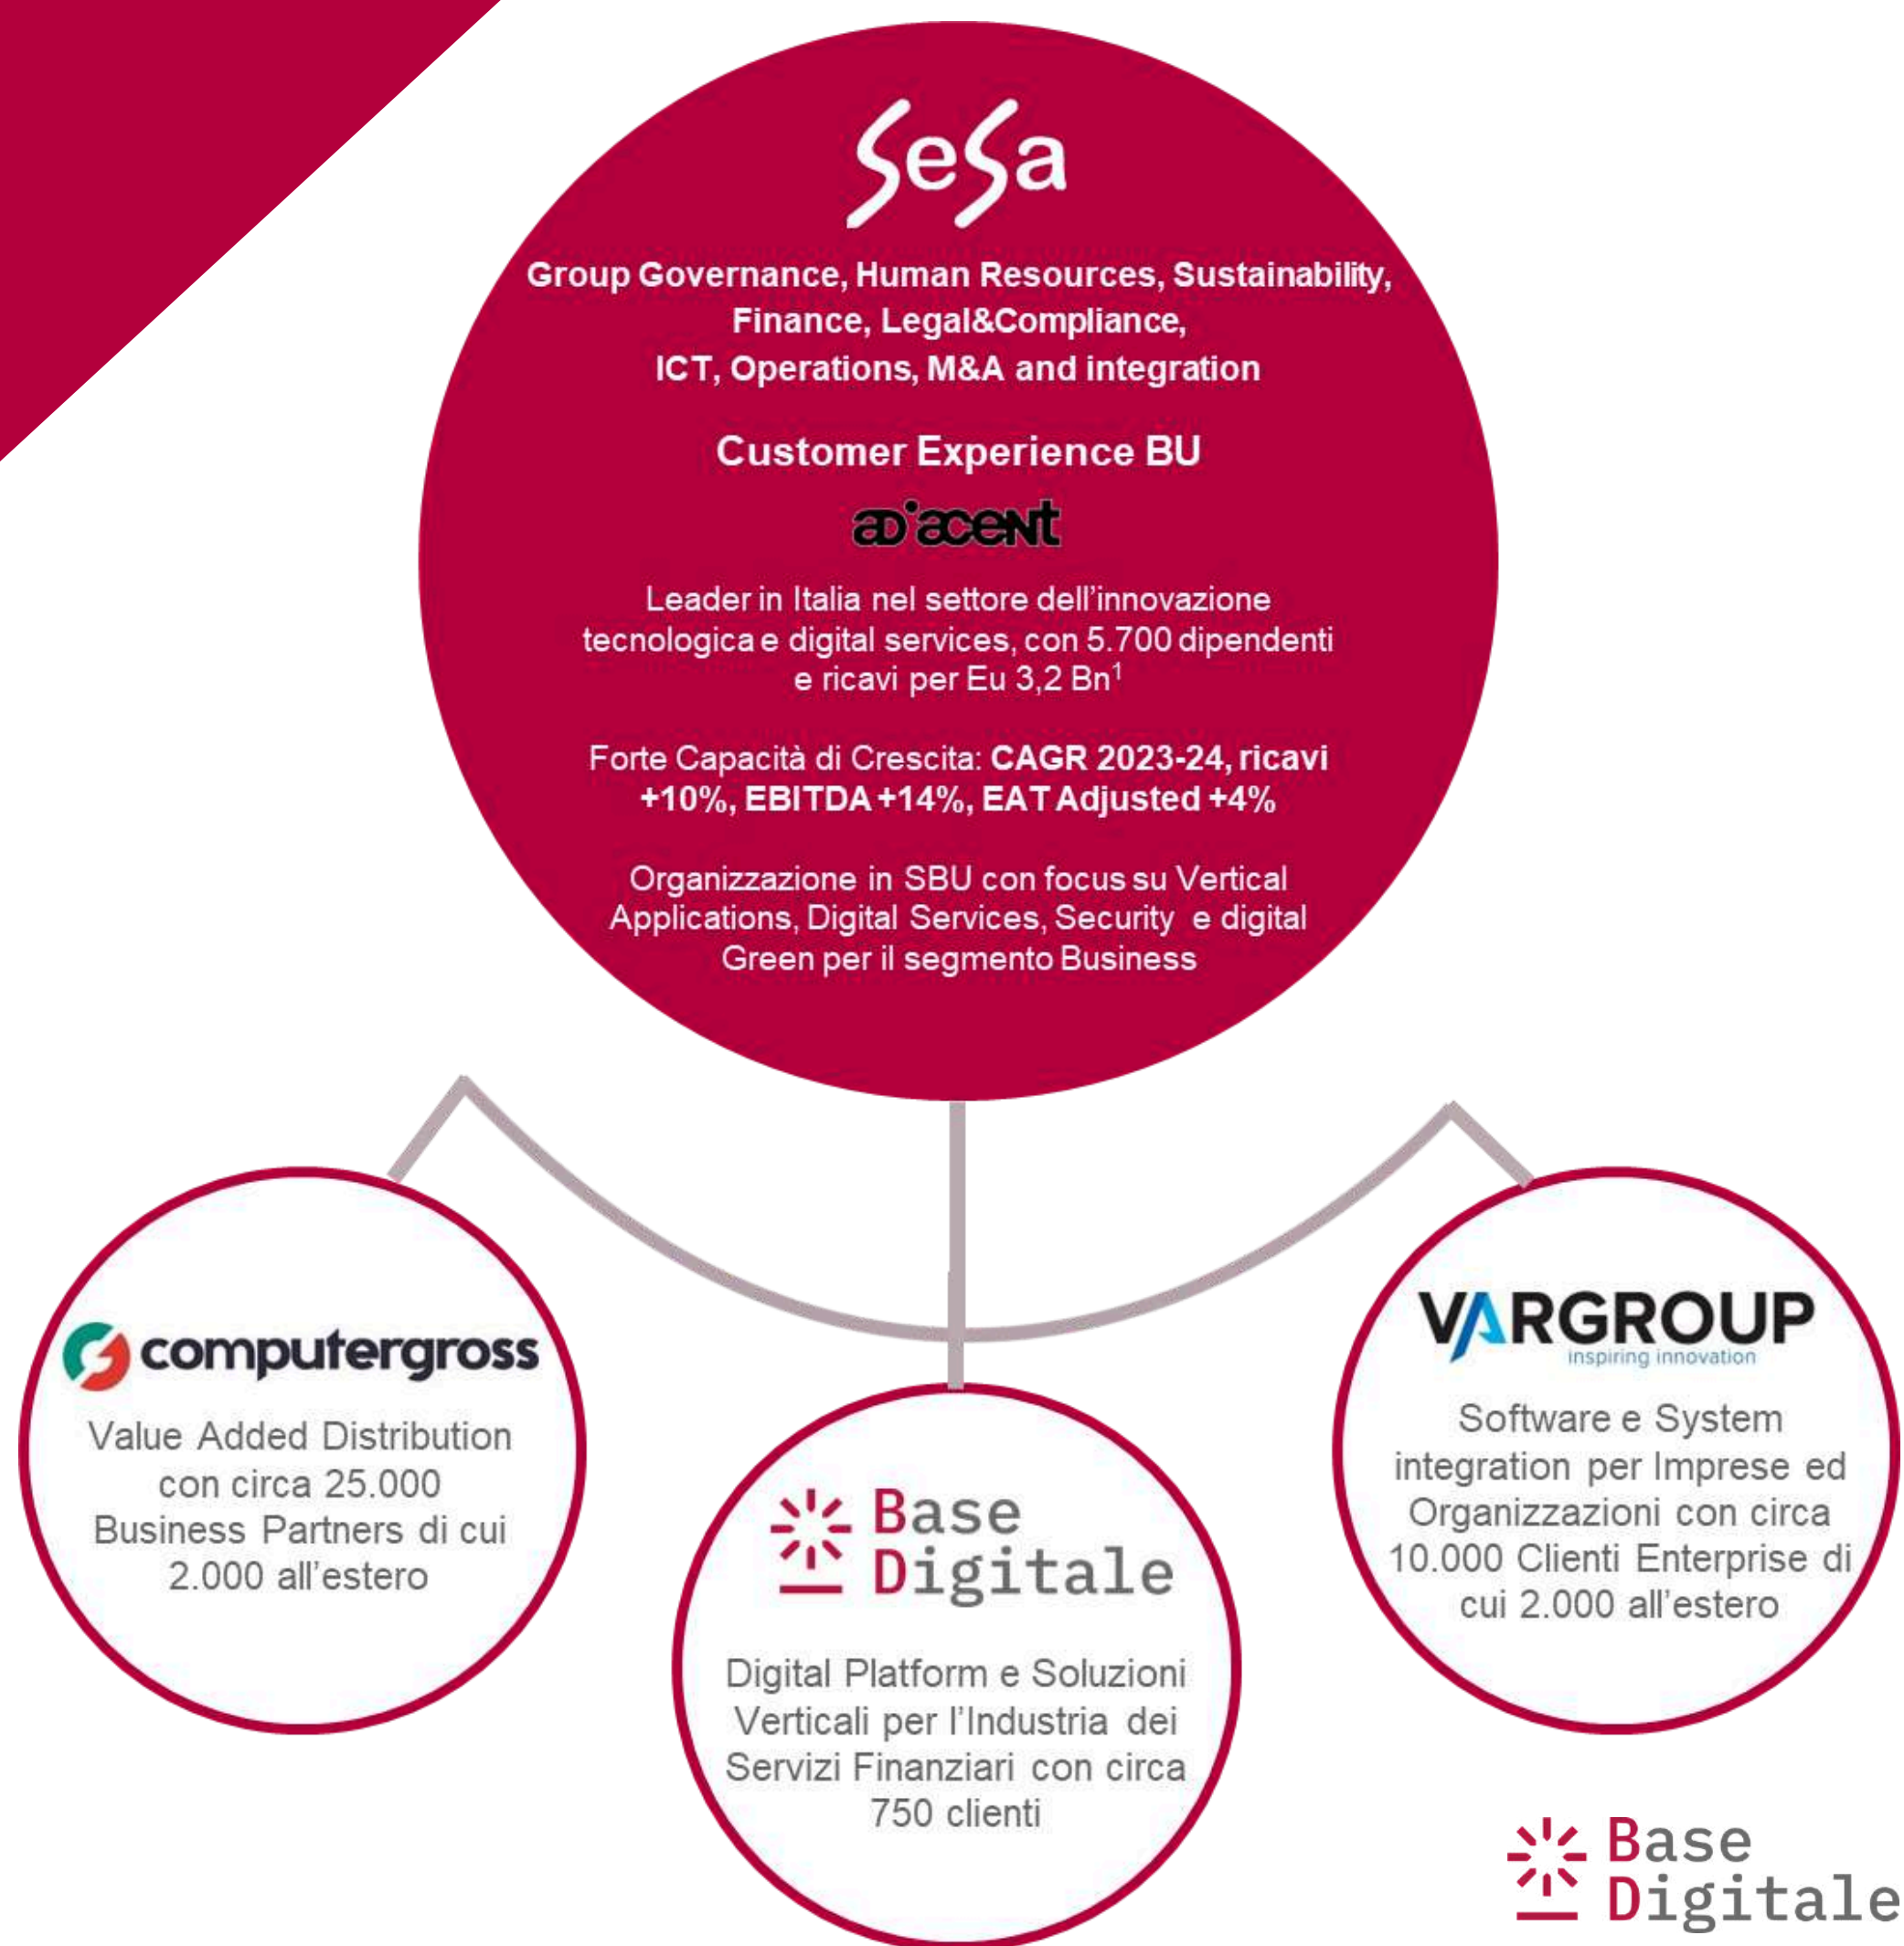 SeSa
Group Governance, Human Resources, Sustainability,
Finance, Legal&Compliance,
ICT, Operations, M&A and integration
Customer Experience BU
adiacent
Leader in Italia nel settore dell'innovazione
tecnologica e digital services, con 5.700 dipendenti
e ricavi per Eu 3,2 Bn¹
Forte Capacità di Crescita: CAGR 2023-24, ricavi
+10%, EBITDA +14%, EAT Adjusted +4%
Organizzazione in SBU con focus su Vertical
Applications, Digital Services, Security e digital
Green per il segmento Business
computergross
Value Added Distribution
con circa 25.000
Business Partners di cui
2.000 all'estero
Base
Digitale
Digital Platform e Soluzioni
Verticali per l'Industria dei
Servizi Finanziari con circa
750 clienti
VARGROUP
inspiring innovation
Software e System
integration per Imprese ed
Organizzazioni con circa
10.000 Clienti Enterprise di
cui 2.000 all'estero
Base
Digitale